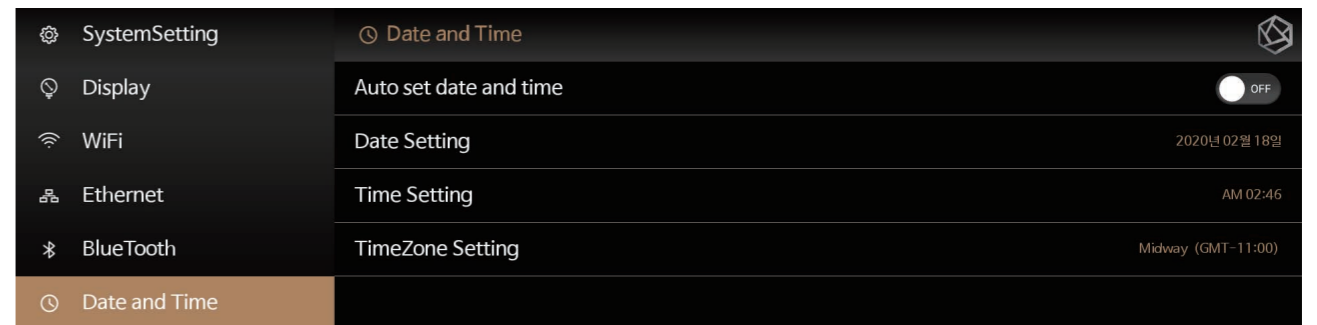 SystemSetting
Display
WiFi
Ethernet
BlueTooth
Date and Time
Date and Time
Auto set date and time
OFF
Date Setting
2020년 02월 18일
Time Setting
AM 02:46
TimeZone Setting
Midway (GMT-11:00)